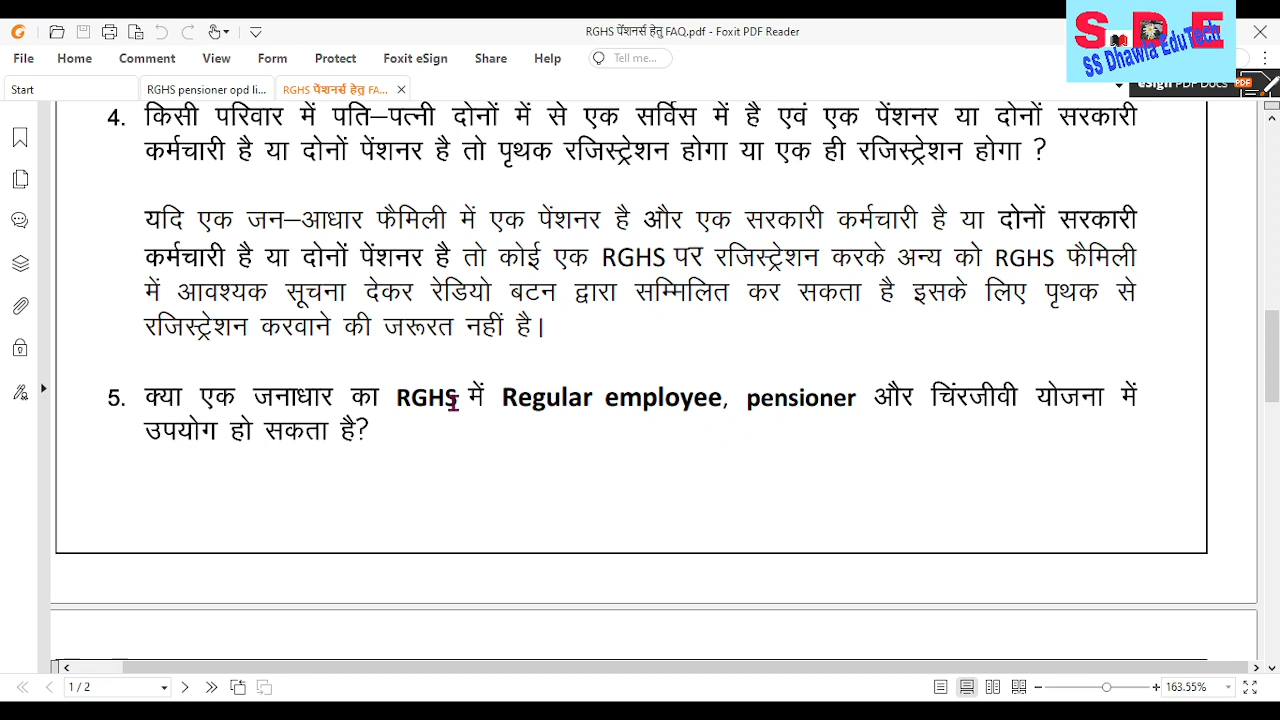 RGHS पेंशनर्स हेतु FAQ.pdf - Foxit PDF Reader
S.D.E
SS Dhawla EduTech
File Home Comment View Form Protect Foxit eSign Share Help Tell me...
Start RGHS pensioner opd li... RGHS पेंशनर्स हेतु FA...
eSign PDF Docs
4. किसी परिवार में पति–पत्नी दोनों में से एक सर्विस में है एवं एक पेंशनर या दोनों सरकारी
कर्मचारी है या दोनों पेंशनर है तो पृथक रजिस्ट्रेशन होगा या एक ही रजिस्ट्रेशन होगा ?
यदि एक जन–आधार फैमिली में एक पेंशनर है और एक सरकारी कर्मचारी है या दोनों सरकारी
कर्मचारी है या दोनों पेंशनर है तो कोई एक RGHS पर रजिस्ट्रेशन करके अन्य को RGHS फैमिली
में आवश्यक सूचना देकर रेडियो बटन द्वारा सम्मिलित कर सकता है इसके लिए पृथक से
रजिस्ट्रेशन करवाने की जरूरत नहीं है।
5. क्या एक जनाधार का RGHS में Regular employee, pensioner और चिंरजीवी योजना में
उपयोग हो सकता है?
1 / 2 163.55%